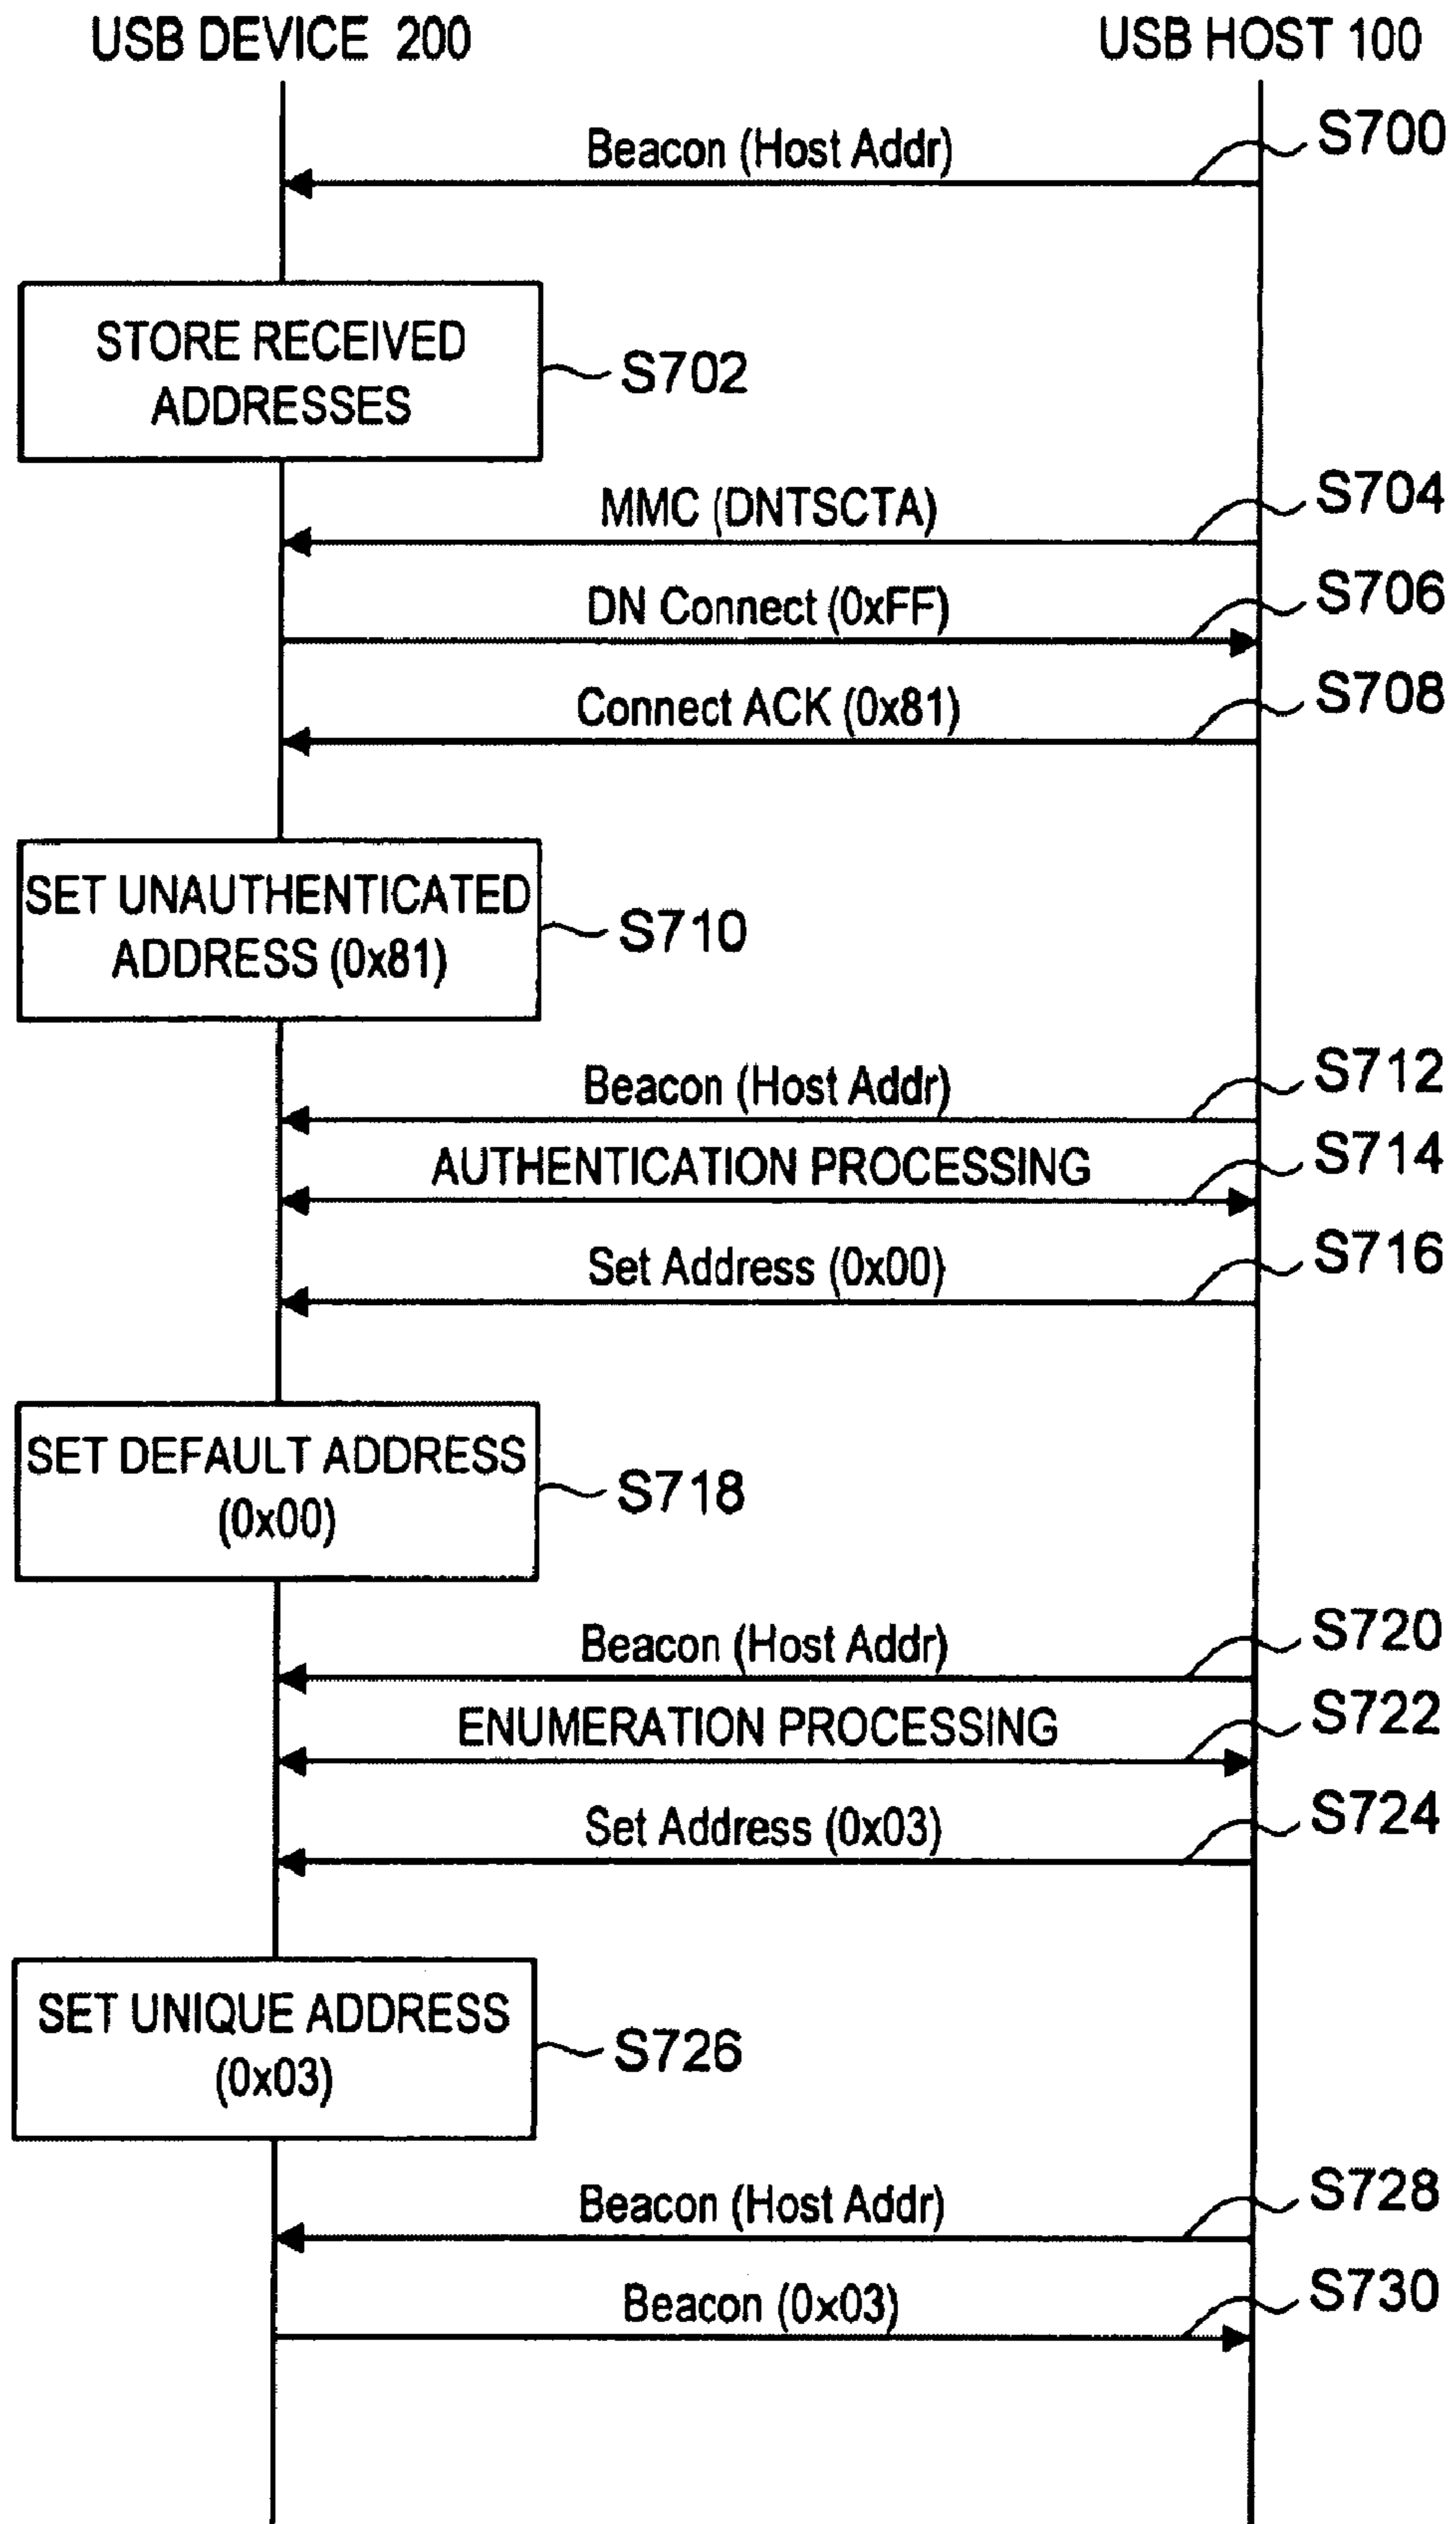 USB DEVICE 200
USB HOST 100
Beacon (Host Addr)
S700
STORE RECEIVED
ADDRESSES
S702
MMC (DNTSCTA)
S704
DN Connect (0xFF)
S706
Connect ACK (0x81)
S708
SET UNAUTHENTICATED
ADDRESS (0x81)
S710
Beacon (Host Addr)
S712
AUTHENTICATION PROCESSING
S714
Set Address (0x00)
S716
SET DEFAULT ADDRESS
(0x00)
S718
Beacon (Host Addr)
S720
ENUMERATION PROCESSING
S722
Set Address (0x03)
S724
SET UNIQUE ADDRESS
(0x03)
S726
Beacon (Host Addr)
S728
Beacon (0x03)
S730